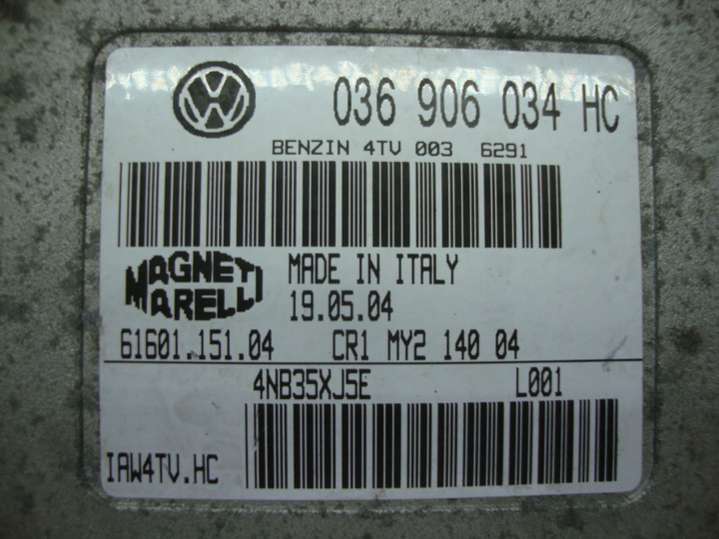 036 906 034 HC
BENZIN 4TV 003 6291
MAGNETI
MARELLI
MADE IN ITALY
19.05.04
61601.151.04 CR1 MY2 140 04
4NB35XJ5E L001
IAW4TV.HC